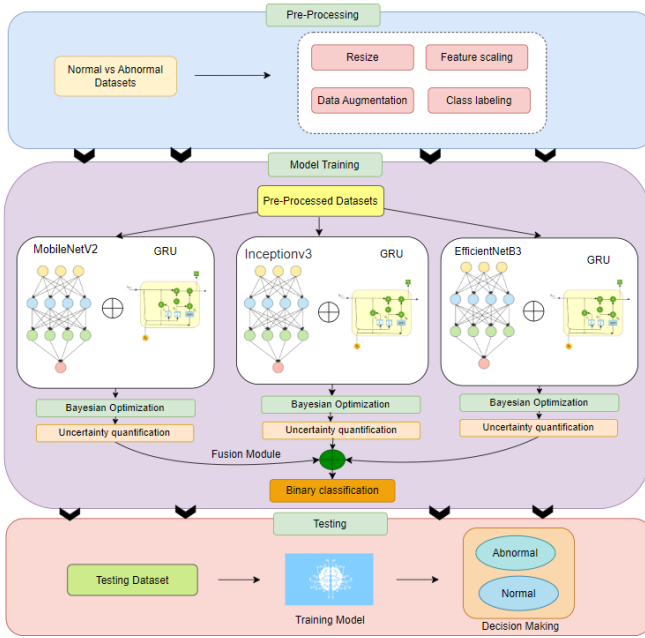 Pre-Processing
Normal vs Abnormal
Datasets
Resize
Feature scaling
Data Augmentation
Class labeling
Model Training
Pre-Processed Datasets
MobileNetV2
GRU
Inceptionv3
GRU
EfficientNetB3
GRU
Bayesian Optimization
Bayesian Optimization
Bayesian Optimization
Uncertainty quantification
Uncertainty quantification
Uncertainty quantification
Fusion Module
Binary classification
Testing
Testing Dataset
Training Model
Abnormal
Normal
Decision Making